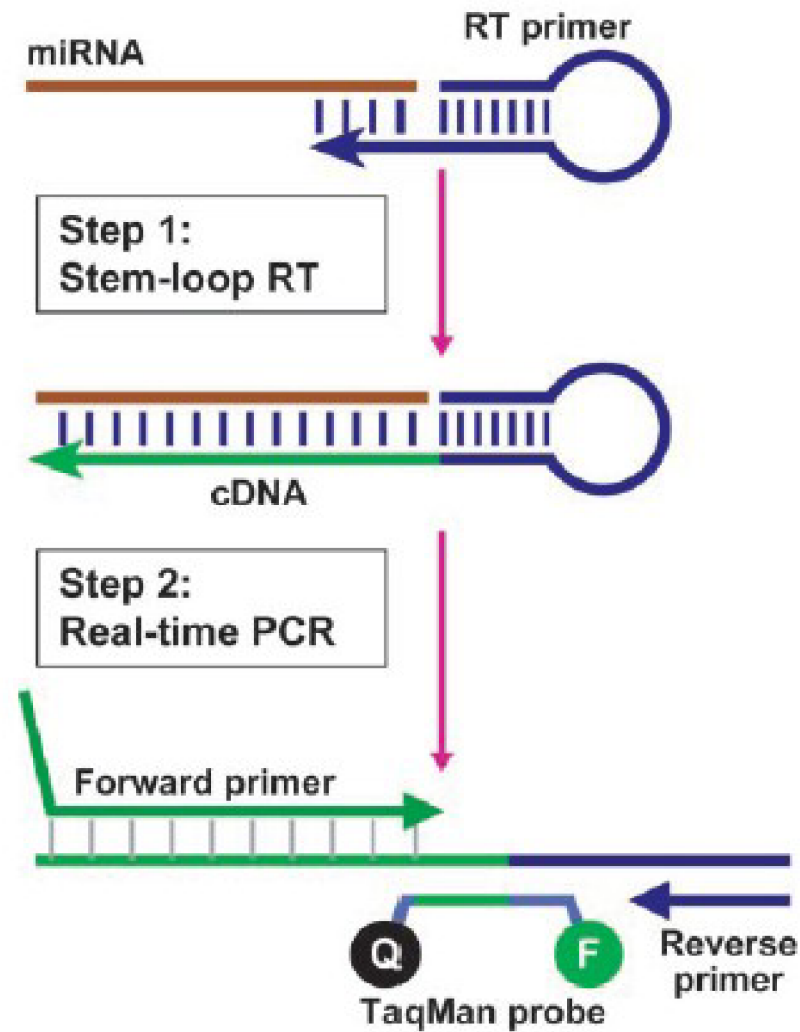 miRNA
RT primer
Step 1:
Stem-loop RT
cDNA
Step 2:
Real-time PCR
Forward primer
Q
F
Reverse
primer
TaqMan probe